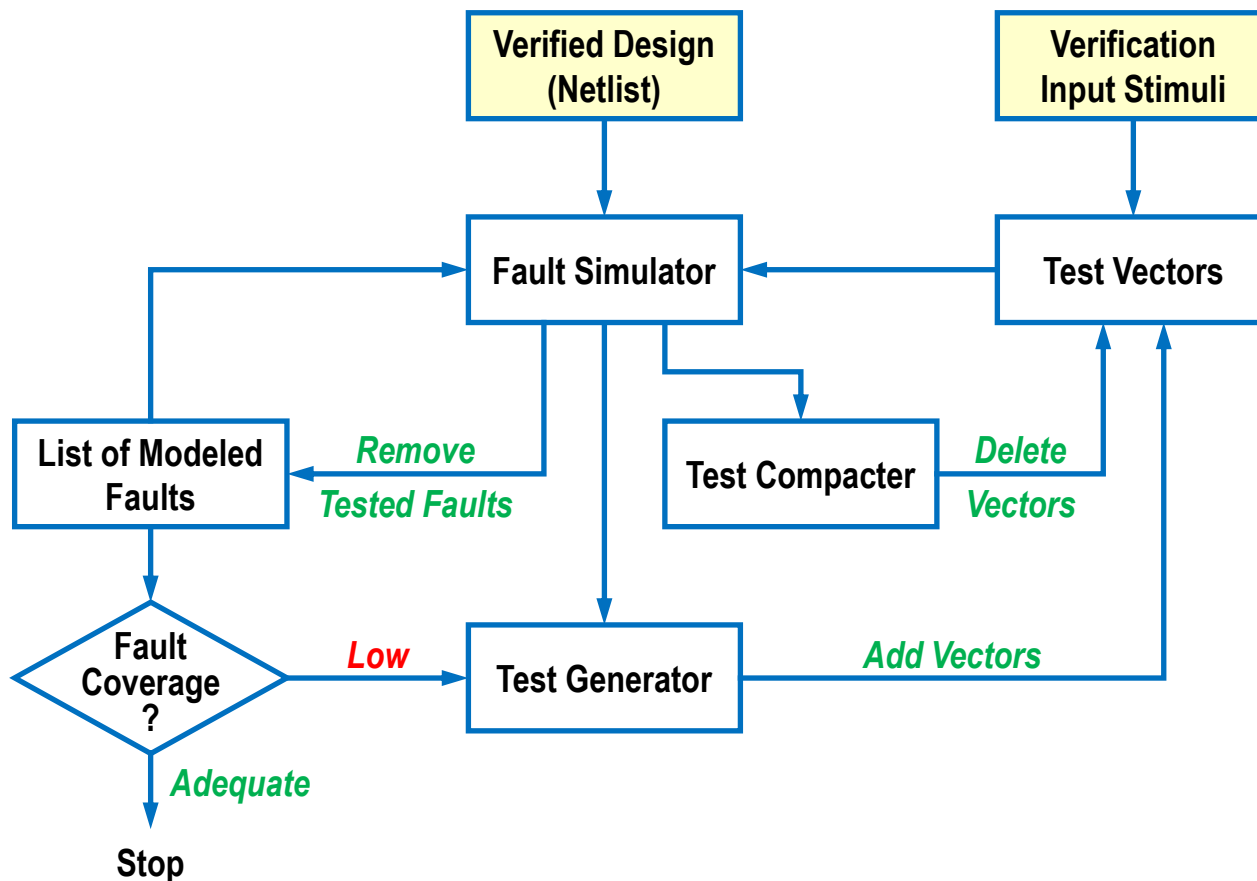 Verified Design
(Netlist)
Verification
Input Stimuli
Fault Simulator
Test Vectors
List of Modeled
Faults
Remove
Tested Faults
Test Compacter
Delete
Vectors
Fault
Coverage
?
Low
Test Generator
Add Vectors
Adequate
Stop